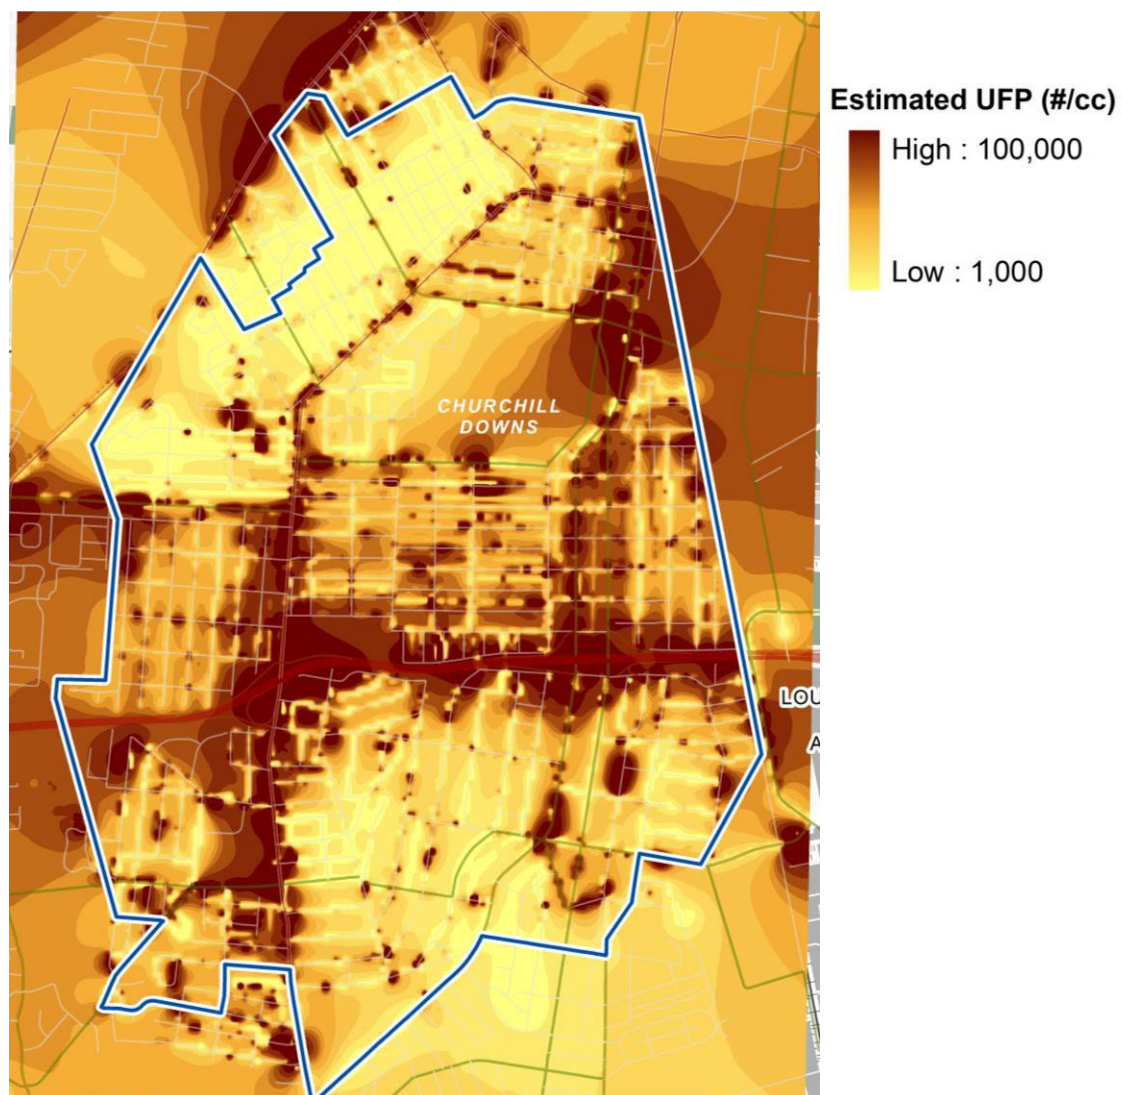 Estimated UFP (#/cc)
High : 100,000
Low : 1,000
CHURCHILL
DOWNS
LOU
A